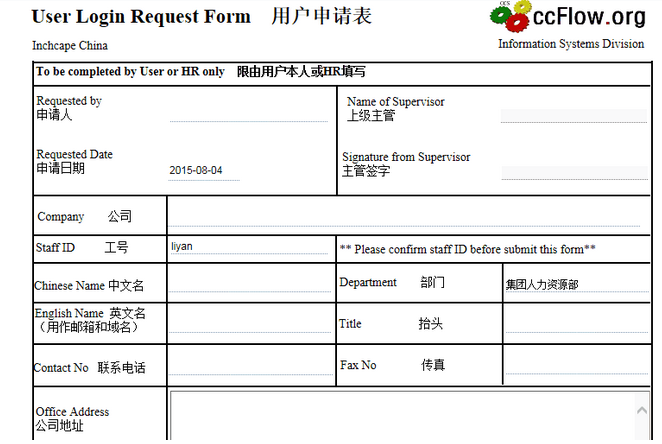 User Login Request Form 用户申请表
ccFlow.org
Inchcape China
Information Systems Division
To be completed by User or HR only 限由用户本人或HR填写
Requested by
申请人
Name of Supervisor
上级主管
Requested Date
申请日期
2015-08-04
Signature from Supervisor
主管签字
Company 公司
Staff ID 工号
liyan
** Please confirm staff ID before submit this form**
Chinese Name 中文名
Department 部门
集团人力资源部
English Name 英文名
（用作邮箱和域名）
Title 抬头
Contact No 联系电话
Fax No 传真
Office Address
公司地址